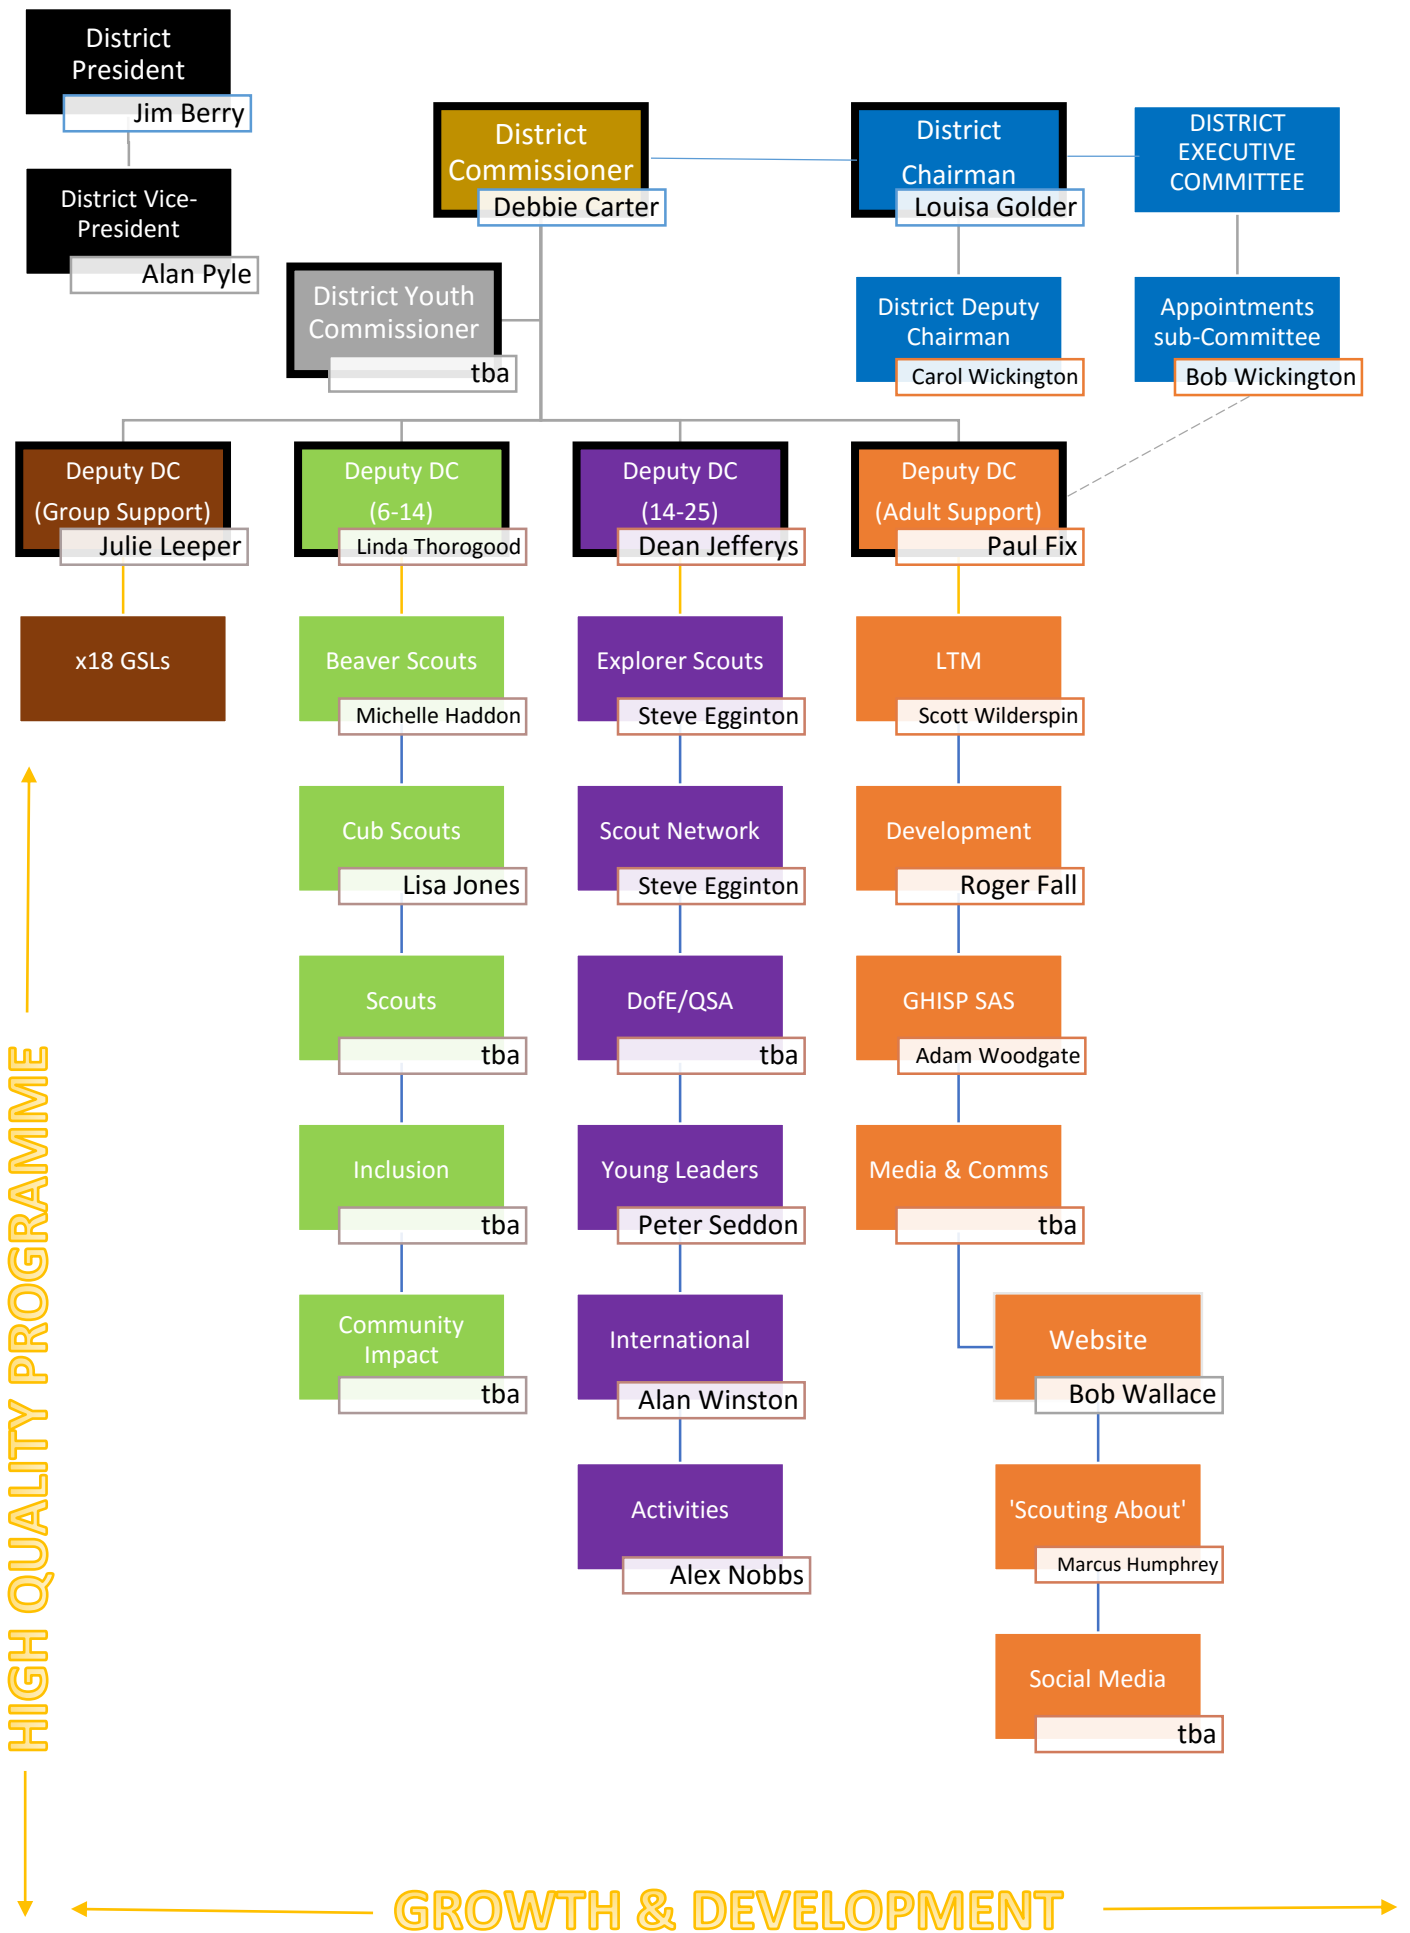 District
President
Jim Berry
District Vice-
President
Alan Pyle
District
Commissioner
Debbie Carter
District
Chairman
Louisa Golder
DISTRICT
EXECUTIVE
COMMITTEE
District Youth
Commissioner
tba
District Deputy
Chairman
Carol Wickington
Appointments
sub-Committee
Bob Wickington
Deputy DC
(Group Support)
Julie Leeper
Deputy DC
(6-14)
Linda Thorogood
Deputy DC
(14-25)
Dean Jefferys
Deputy DC
(Adult Support)
Paul Fix
x18 GSLs
Beaver Scouts
Michelle Haddon
Explorer Scouts
Steve Egginton
LTM
Scott Wilderspin
Cub Scouts
Lisa Jones
Scout Network
Steve Egginton
Development
Roger Fall
Scouts
tba
DofE/QSA
tba
GHISP SAS
Adam Woodgate
Inclusion
tba
Young Leaders
Peter Seddon
Media & Comms
tba
Community
Impact
tba
International
Alan Winston
Website
Bob Wallace
Activities
Alex Nobbs
'Scouting About'
Marcus Humphrey
Social Media
tba
HIGH QUALITY PROGRAMME
GROWTH & DEVELOPMENT